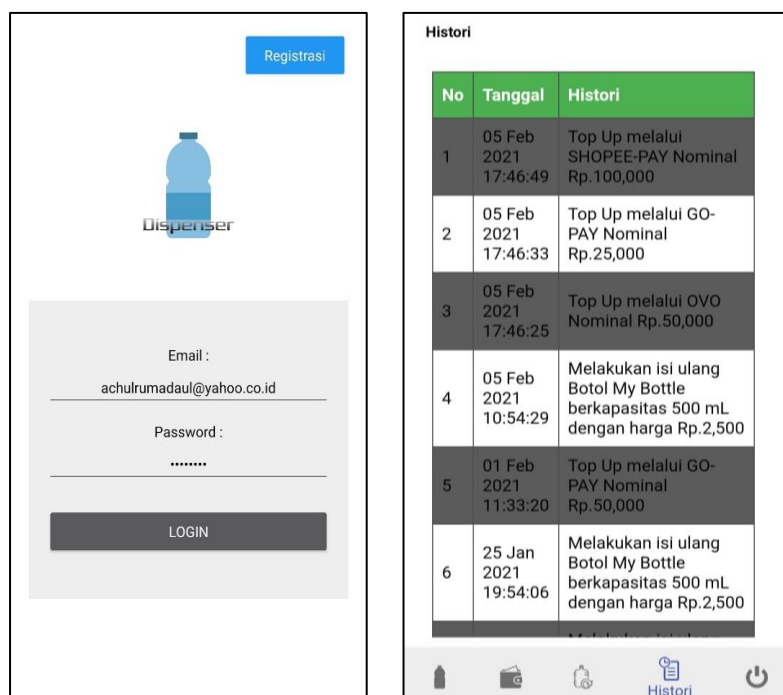 Registrasi
Dispenser
Email :
achulrumadaul@yahoo.co.id
Password :
LOGIN
Histori
No Tanggal Histori
1
05 Feb
2021
17:46:49
Top Up melalui
SHOPEE-PAY Nominal
Rp.100,000
2
05 Feb
2021
17:46:33
Top Up melalui GO-
PAY Nominal
Rp.25,000
3
05 Feb
2021
17:46:25
Top Up melalui OVO
Nominal Rp.50,000
4
05 Feb
2021
10:54:29
Melakukan isi ulang
Botol My Bottle
berkapasitas 500 mL
dengan harga Rp.2,500
5
01 Feb
2021
11:33:20
Top Up melalui GO-
PAY Nominal
Rp.50,000
6
25 Jan
2021
19:54:06
Melakukan isi ulang
Botol My Bottle
berkapasitas 500 mL
dengan harga Rp.2,500
Histori